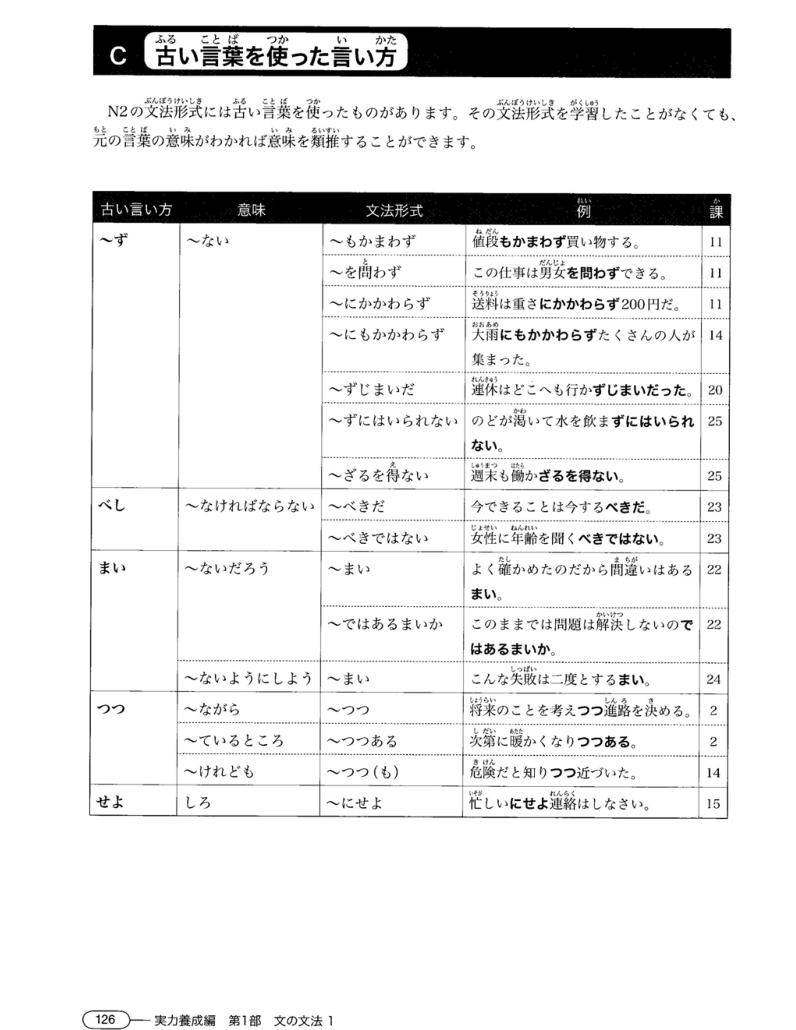 C 古い言葉を使った言い方
N2の文法形式には古い言葉を使ったものがあります。その文法形式を学習したことがなくても、
元の言葉の意味がわかれば意味を類推することができます。
古い言い方 意味 文法形式 例 課
～ず ～ない ～もかまわず 値段もかまわず買い物する。 11
～を問わず この仕事は男女を問わずできる。 11
～にかかわらず 送料は重さにかかわらず200円だ。 11
～にもかかわらず 大雨にもかかわらずたくさんの人が 14
集まった。
～ずじまいだ 連休はどこへも行かずじまいだった。 20
～ずにはいられない のどが渇いて水を飲まずにはいられ 25
ない。
～ざるを得ない 週末も働かざるを得ない。 25
べし ～なければならない ～べきだ 今できることは今するべきだ。 23
～べきではない 女性に年齢を聞くべきではない。 23
まい ～ないだろう ～まい よく確かめたのだから間違いはある 22
まい。
～ではあるまいか このままでは問題は解決しないので 22
はあるまいか。
～ないようにしよう ～まい こんな失敗は二度とするまい。 24
つつ ～ながら ～つつ 将来のことを考えつつ進路を決める。 2
～ているところ ～つつある 次第に暖かくなりつつある。 2
～けれども ～つつ(も) 危険だと知りつつ近づいた。 14
せよ しろ ～にせよ 忙しいにせよ連絡はしなさい。 15
126 実力養成編 第1部 文の文法1